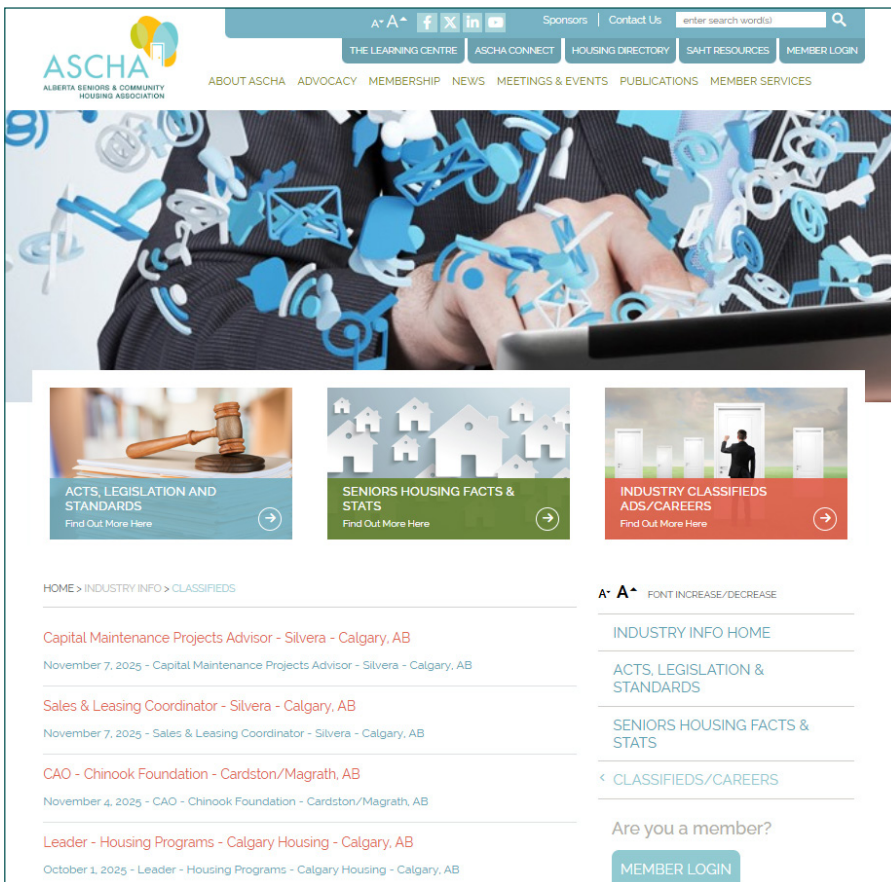 A- A
Sponsors | Contact Us
enter search word(s)
THE LEARNING CENTRE
ASCHA CONNECT
HOUSING DIRECTORY
SAHT RESOURCES
MEMBER LOGIN
ASCHA
ALBERTA SENIORS & COMMUNITY
HOUSING ASSOCIATION
ABOUT ASCHA
ADVOCACY
MEMBERSHIP
NEWS
MEETINGS & EVENTS
PUBLICATIONS
MEMBER SERVICES
ACTS, LEGISLATION AND
STANDARDS
Find Out More Here
SENIORS HOUSING FACTS &
STATS
Find Out More Here
INDUSTRY CLASSIFIEDS
ADS/CAREERS
Find Out More Here
HOME > INDUSTRY INFO > CLASSIFIEDS
Capital Maintenance Projects Advisor - Silvera - Calgary, AB
November 7, 2025 - Capital Maintenance Projects Advisor - Silvera - Calgary, AB
Sales & Leasing Coordinator - Silvera - Calgary, AB
November 7, 2025 - Sales & Leasing Coordinator - Silvera - Calgary, AB
CAO - Chinook Foundation - Cardston/Magrath, AB
November 4, 2025 - CAO - Chinook Foundation - Cardston/Magrath, AB
Leader - Housing Programs - Calgary Housing - Calgary, AB
October 1, 2025 - Leader - Housing Programs - Calgary Housing - Calgary, AB
A- A FONT INCREASE/DECREASE
INDUSTRY INFO HOME
ACTS, LEGISLATION &
STANDARDS
SENIORS HOUSING FACTS &
STATS
< CLASSIFIEDS/CAREERS
Are you a member?
MEMBER LOGIN